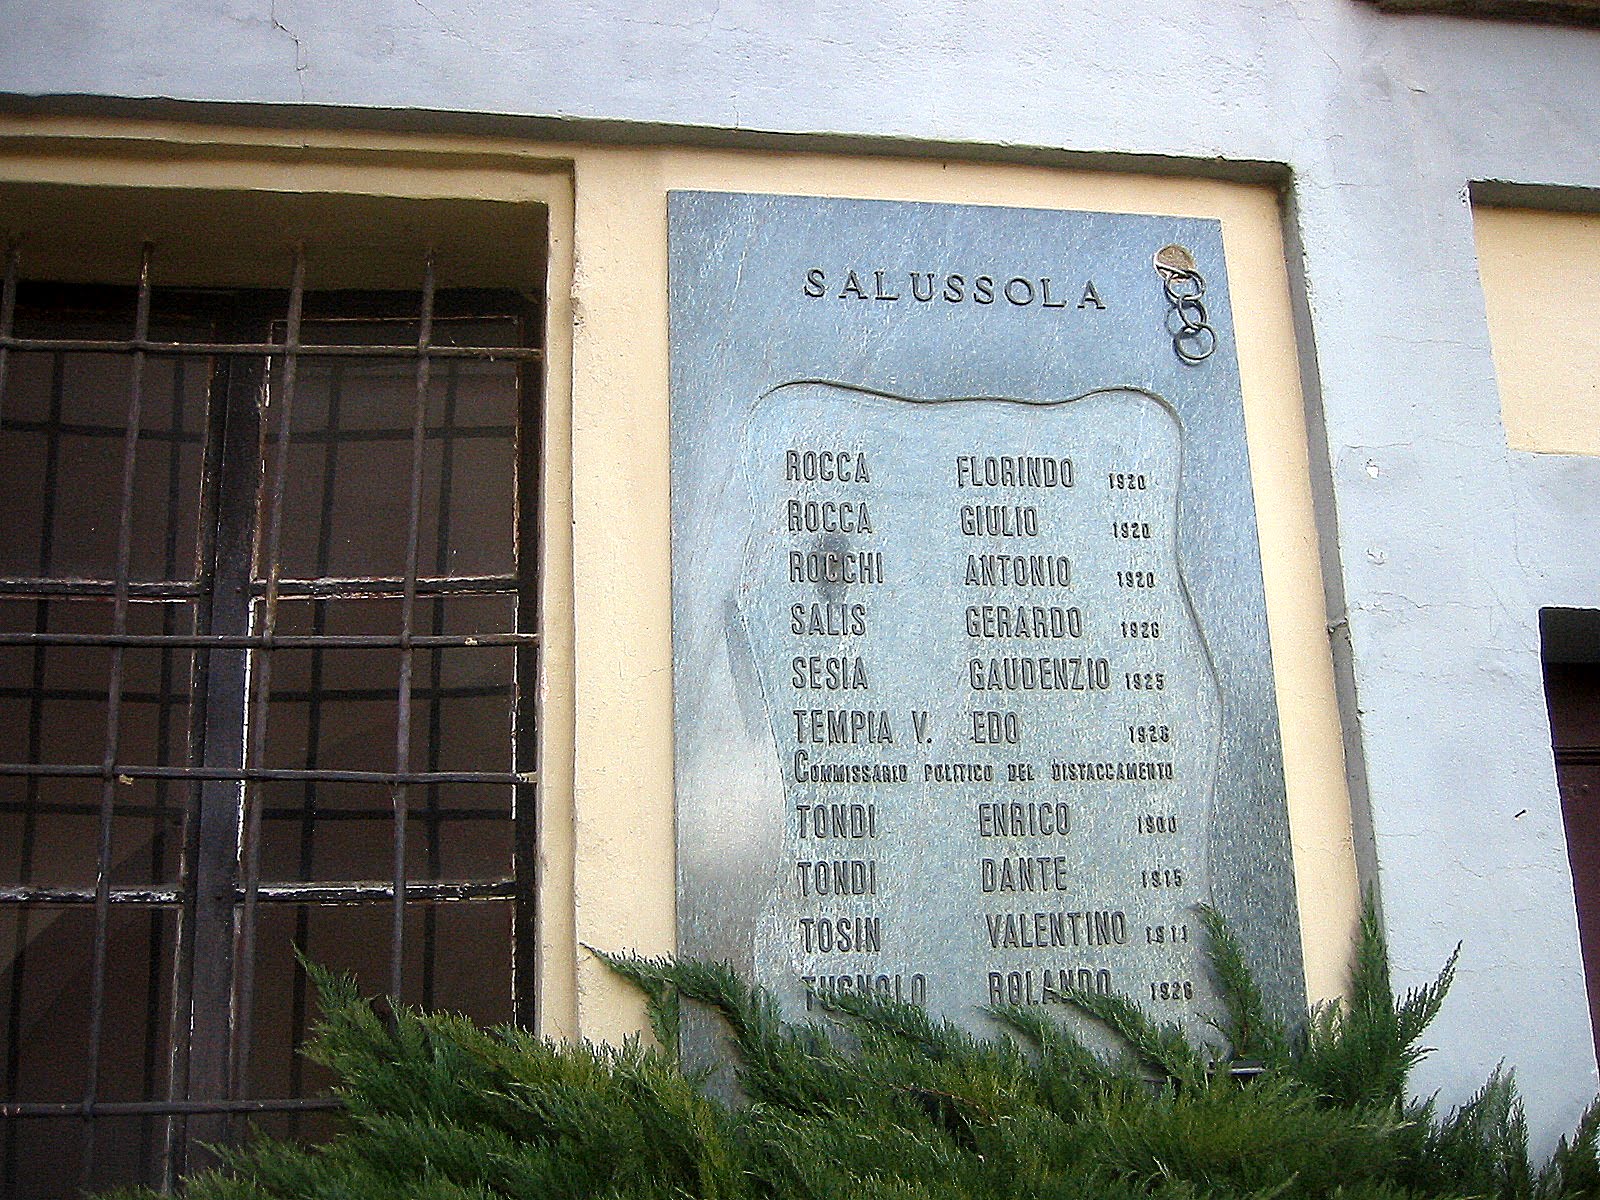 SALUSSOLA
ROCCA FLORINDO 1920
ROCCA GIULIO 1920
ROCCHI ANTONIO 1920
SALIS GERARDO 1926
SESIA GAUDENZIO 1925
TEMPIA V. EDO 1926
COMMISSARIO POLITICO DEL DISTACCAMENTO
TONDI ENRICO 1900
TONDI DANTE 1915
TOSIN VALENTINO 1911
TUGNOLO ROLANDO 1926